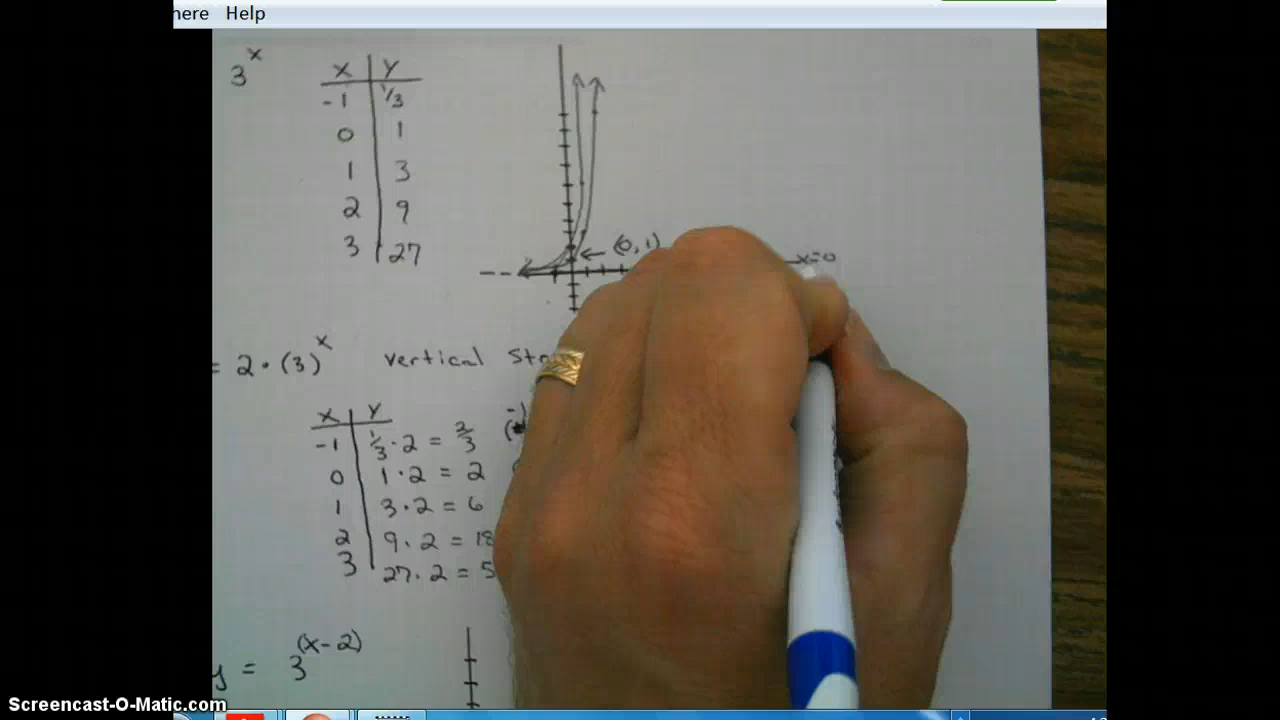 here Help
3^x
X Y
-1 1/3
0 1
1 3
2 9
3 27
(0,1)
x=0
= 2 • (3)^x vertical
X Y
-1 1/3 · 2 = 2/3
0 1 · 2 = 2
1 3 · 2 = 6
2 9 · 2 = 18
3 27 · 2 = 5
y = 3^(x-2)
Screencast-O-Matic.com